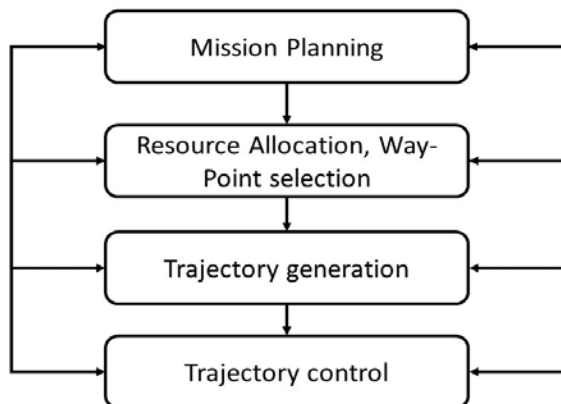 Mission Planning
Resource Allocation, Way-
Point selection
Trajectory generation
Trajectory control